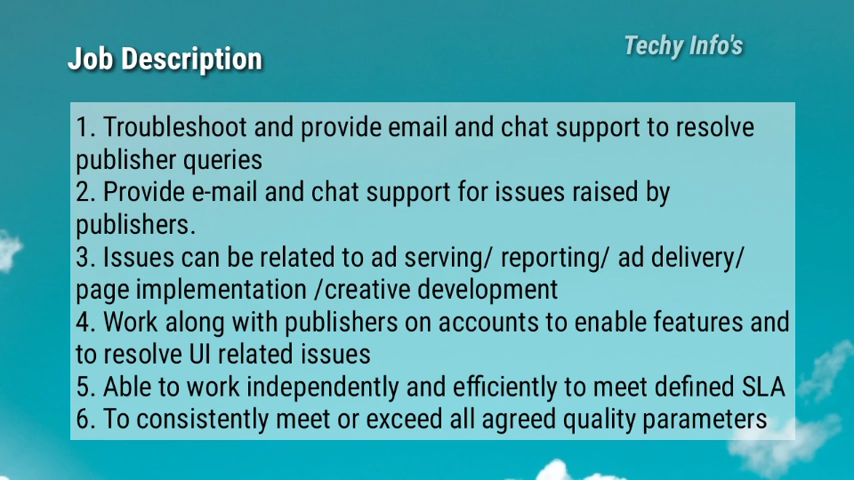 Techy Info's
Job Description
1. Troubleshoot and provide email and chat support to resolve
publisher queries
2. Provide e-mail and chat support for issues raised by
publishers.
3. Issues can be related to ad serving/ reporting/ ad delivery/
page implementation /creative development
4. Work along with publishers on accounts to enable features and
to resolve UI related issues
5. Able to work independently and efficiently to meet defined SLA
6. To consistently meet or exceed all agreed quality parameters